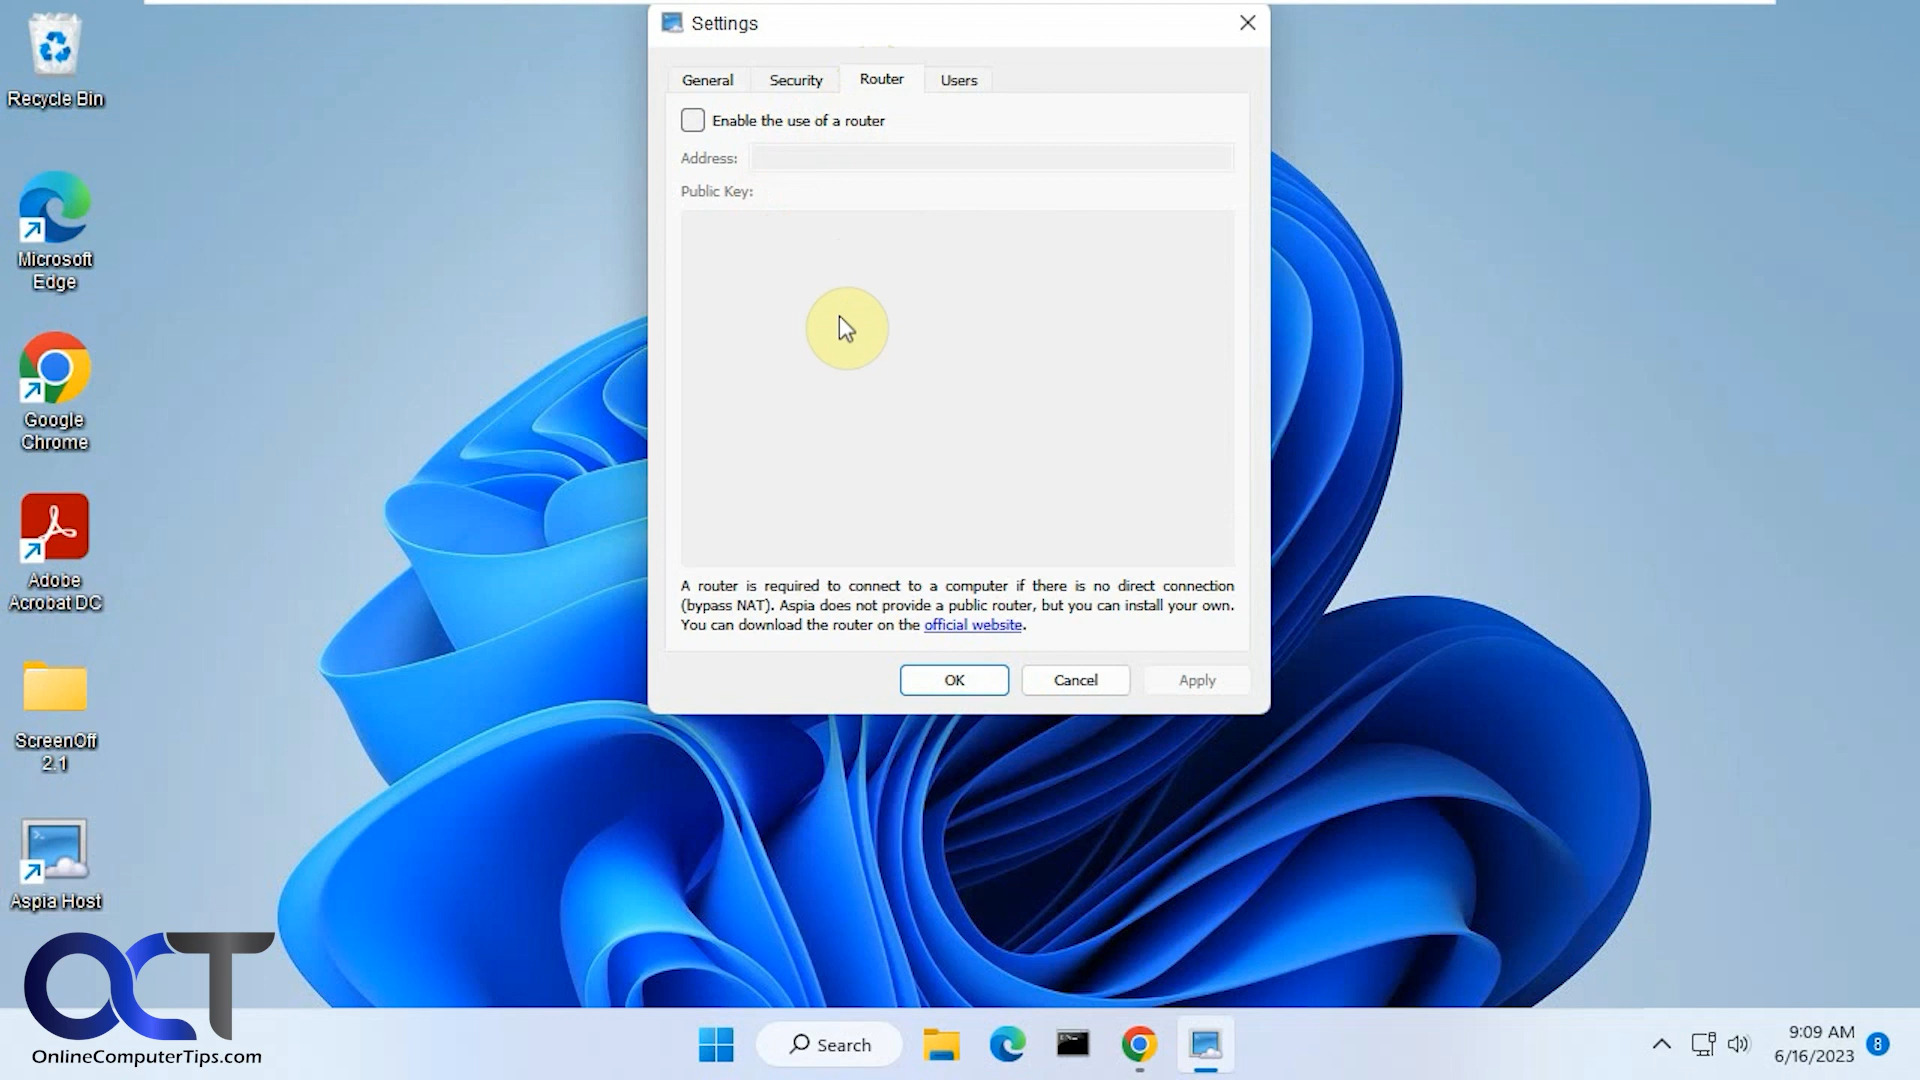 Settings
General
Security
Router
Users
Enable the use of a router
Address:
Public Key:
A router is required to connect to a computer if there is no direct connection
(bypass NAT). Aspia does not provide a public router, but you can install your own.
You can download the router on the official website.
OK
Cancel
Apply
Recycle Bin
Microsoft
Edge
Google
Chrome
Adobe
Acrobat DC
ScreenOff
2.1
Aspia Host
OCT
OnlineComputerTips.com
Search
9:09 AM
6/16/2023
8